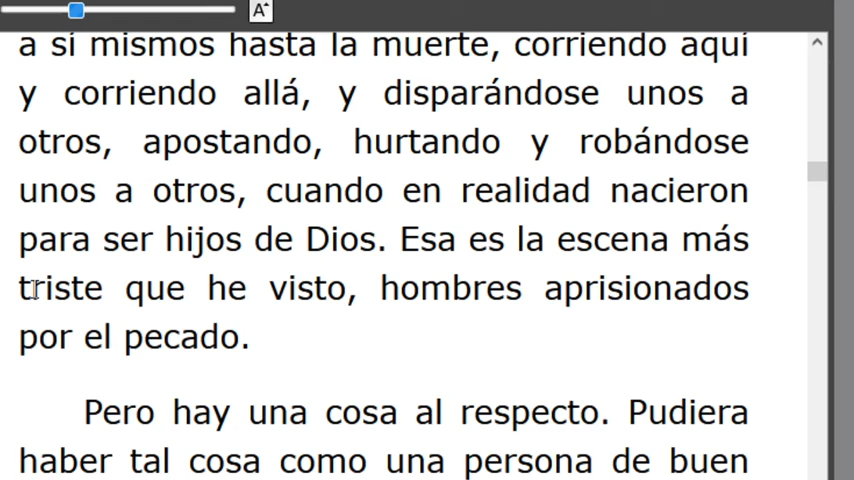 A
a sí mismos hasta la muerte, corriendo aquí
y corriendo allá, y disparándose unos a
otros, apostando, hurtando y robándose
unos a otros, cuando en realidad nacieron
para ser hijos de Dios. Esa es la escena más
triste que he visto, hombres aprisionados
por el pecado.
Pero hay una cosa al respecto. Pudiera
haber tal cosa como una persona de buen